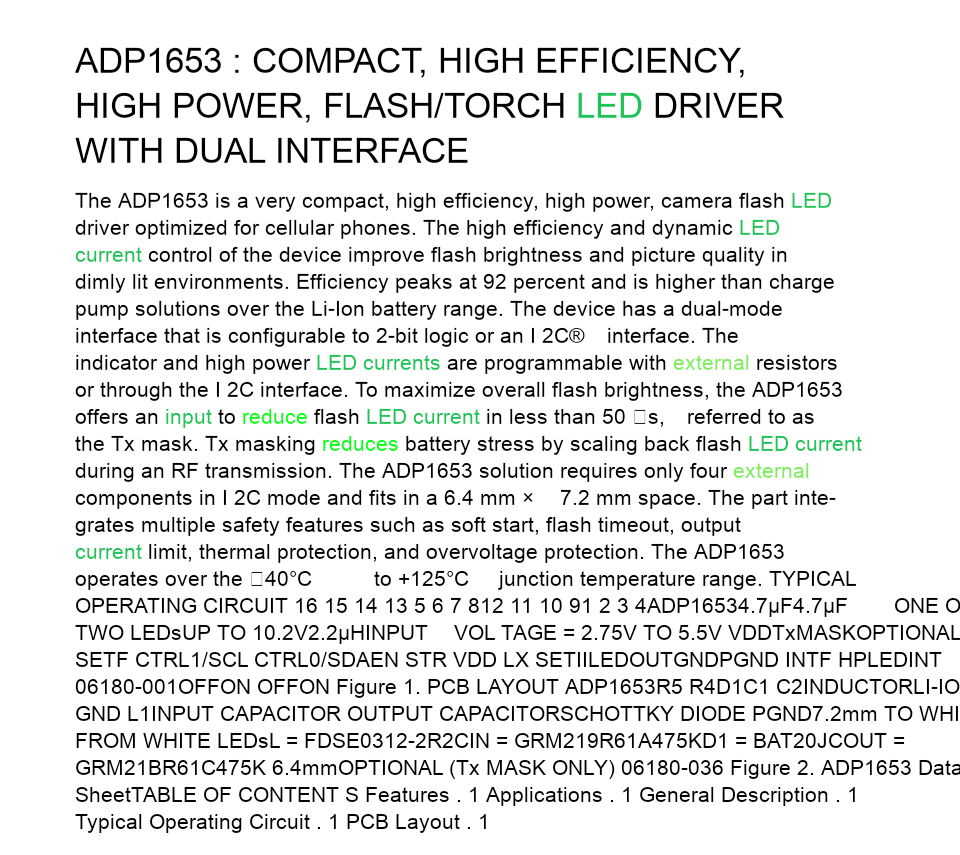 ADP1653 : COMPACT, HIGH EFFICIENCY,
HIGH POWER, FLASH/TORCH LED DRIVER
WITH DUAL INTERFACE
The ADP1653 is a very compact, high efficiency, high power, camera flash LED
driver optimized for cellular phones. The high efficiency and dynamic LED
current control of the device improve flash brightness and picture quality in
dimly lit environments. Efficiency peaks at 92 percent and is higher than charge
pump solutions over the Li-Ion battery range. The device has a dual-mode
interface that is configurable to 2-bit logic or an I 2C® interface. The
indicator and high power LED currents are programmable with external resistors
or through the I 2C interface. To maximize overall flash brightness, the ADP1653
offers an input to reduce flash LED current in less than 50 □s, referred to as
the Tx mask. Tx masking reduces battery stress by scaling back flash LED current
during an RF transmission. The ADP1653 solution requires only four external
components in I 2C mode and fits in a 6.4 mm × 7.2 mm space. The part inte-
grates multiple safety features such as soft start, flash timeout, output
current limit, thermal protection, and overvoltage protection. The ADP1653
operates over the □40°C to +125°C junction temperature range. TYPICAL
OPERATING CIRCUIT 16 15 14 13 5 6 7 812 11 10 91 2 3 4ADP16534.7μF4.7μF ONE O
TWO LEDsUP TO 10.2V2.2μHINPUT VOL TAGE = 2.75V TO 5.5V VDDTxMASKOPTIONAL
SETF CTRL1/SCL CTRL0/SDAEN STR VDD LX SETIILEDOUTGNDPGND INTF HPLEDINT
06180-001OFFON OFFON Figure 1. PCB LAYOUT ADP1653R5 R4D1C1 C2INDUCTORLI-IO
GND L1INPUT CAPACITOR OUTPUT CAPACITORSCHOTTKY DIODE PGND7.2mm TO WHI
FROM WHITE LEDsL = FDSE0312-2R2CIN = GRM219R61A475KD1 = BAT20JCOUT =
GRM21BR61C475K 6.4mmOPTIONAL (Tx MASK ONLY) 06180-036 Figure 2. ADP1653 Data
SheetTABLE OF CONTENT S Features . 1 Applications . 1 General Description . 1
Typical Operating Circuit . 1 PCB Layout . 1